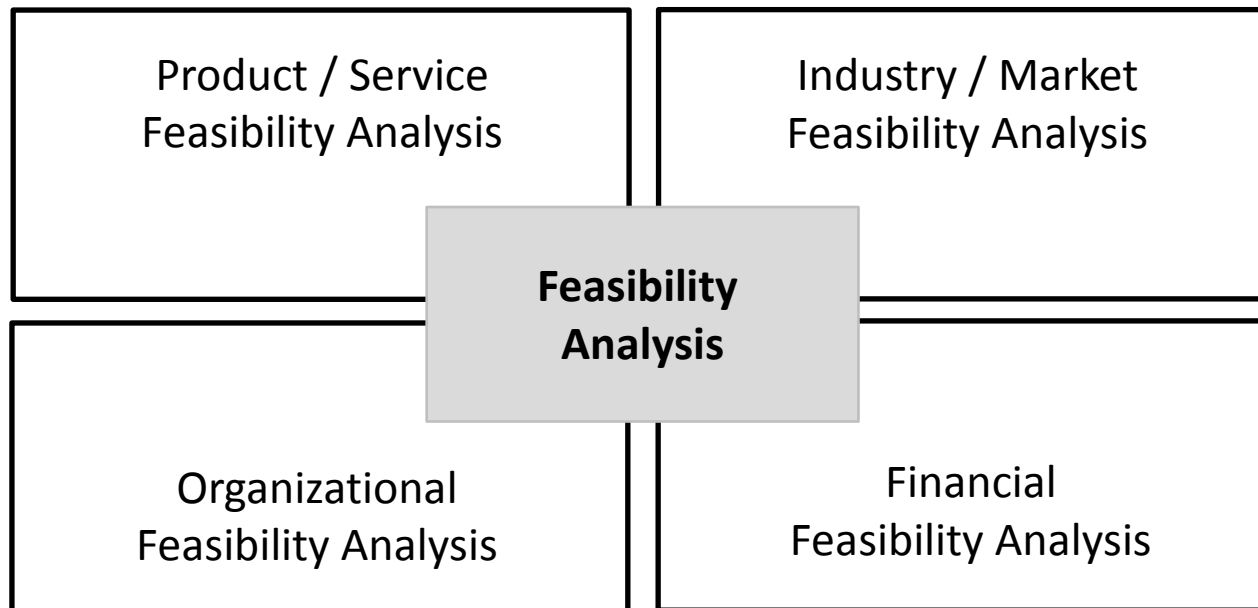 Product / Service
Feasibility Analysis
Industry / Market
Feasibility Analysis
Feasibility
Analysis
Organizational
Feasibility Analysis
Financial
Feasibility Analysis